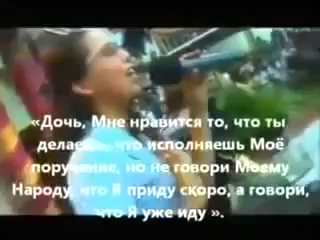 «Дочь, Мне нравится то, что ты
делаешь, что исполняешь Моё
поручение, но не говори Моему
Народу, что Я приду скоро, а говори,
что Я уже иду ».